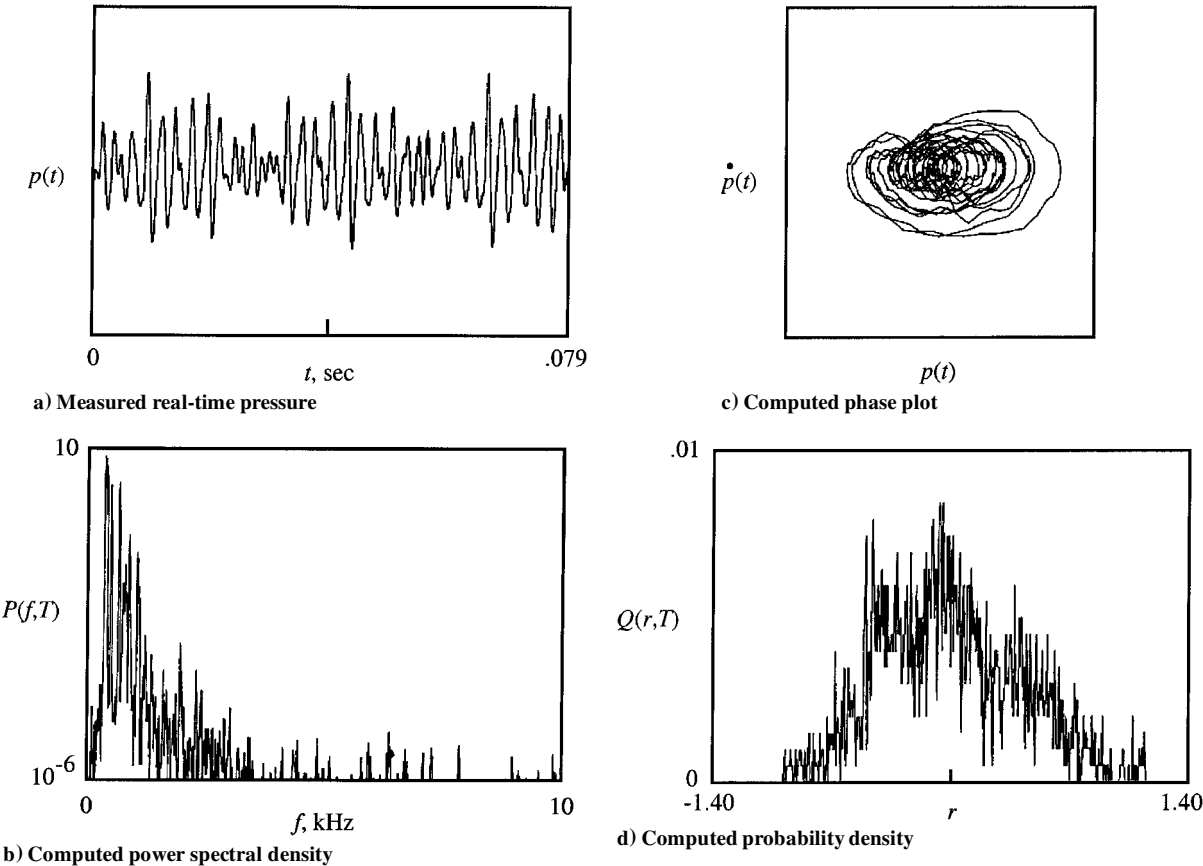 p(t)
0
.079
t, sec
a) Measured real-time pressure
ṗ(t)
p(t)
c) Computed phase plot
10
P(f,T)
10-6
0
10
f, kHz
b) Computed power spectral density
.01
Q(r,T)
0
-1.40
1.40
r
d) Computed probability density